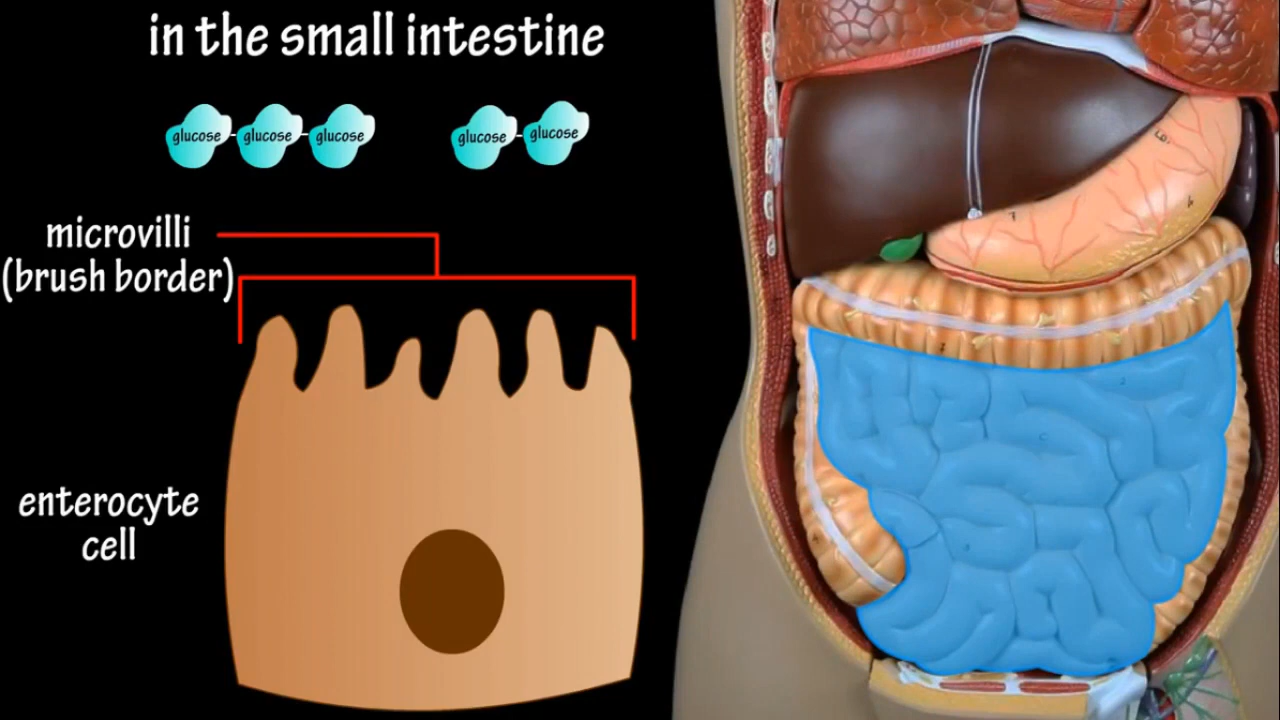 in the small intestine
glucose glucose glucose glucose glucose
microvilli
(brush border)
enterocyte
cell